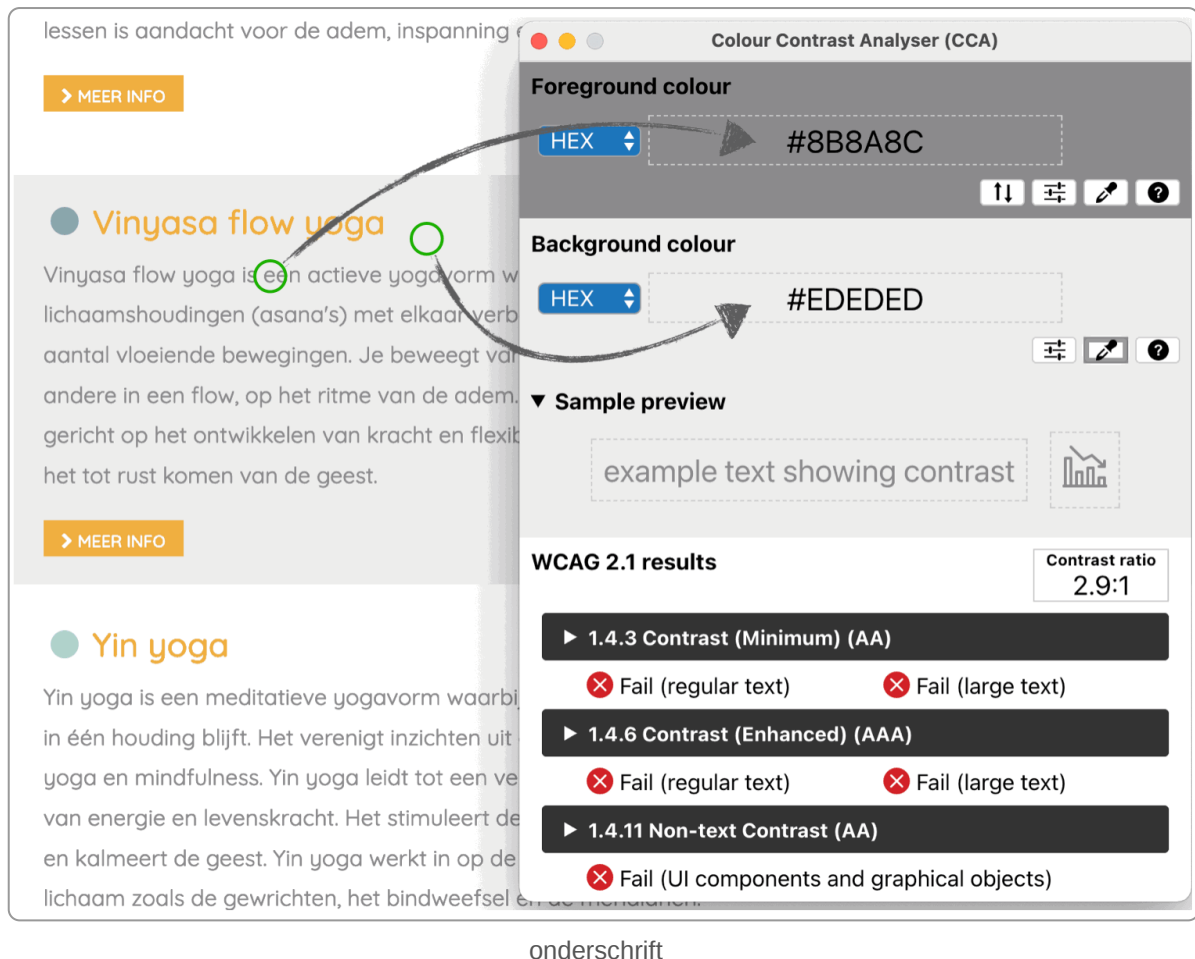 lessen is aandacht voor de adem, inspanning
MEER INFO
Vinyasa flow yoga
Vinyasa flow yoga is een actieve yogavorm
lichaamshoudingen (asana's) met elkaar verb
aantal vloeiende bewegingen. Je beweegt van
andere in een flow, op het ritme van de adem.
gericht op het ontwikkelen van kracht en flexib
het tot rust komen van de geest.
MEER INFO
Yin yoga
Yin yoga is een meditatieve yogavorm waarbij
in één houding blijft. Het verenigt inzichten uit
yoga en mindfulness. Yin yoga leidt tot een ve
van energie en levenskracht. Het stimuleert de
en kalmeert de geest. Yin yoga werkt in op de
lichaam zoals de gewrichten, het bindweefsel en de meridianen.
Colour Contrast Analyser (CCA)
Foreground colour
HEX #8B8A8C
Background colour
HEX #EDEDED
Sample preview
example text showing contrast
WCAG 2.1 results
Contrast ratio
2.9:1
1.4.3 Contrast (Minimum) (AA)
Fail (regular text) Fail (large text)
1.4.6 Contrast (Enhanced) (AAA)
Fail (regular text) Fail (large text)
1.4.11 Non-text Contrast (AA)
Fail (UI components and graphical objects)
onderschrift